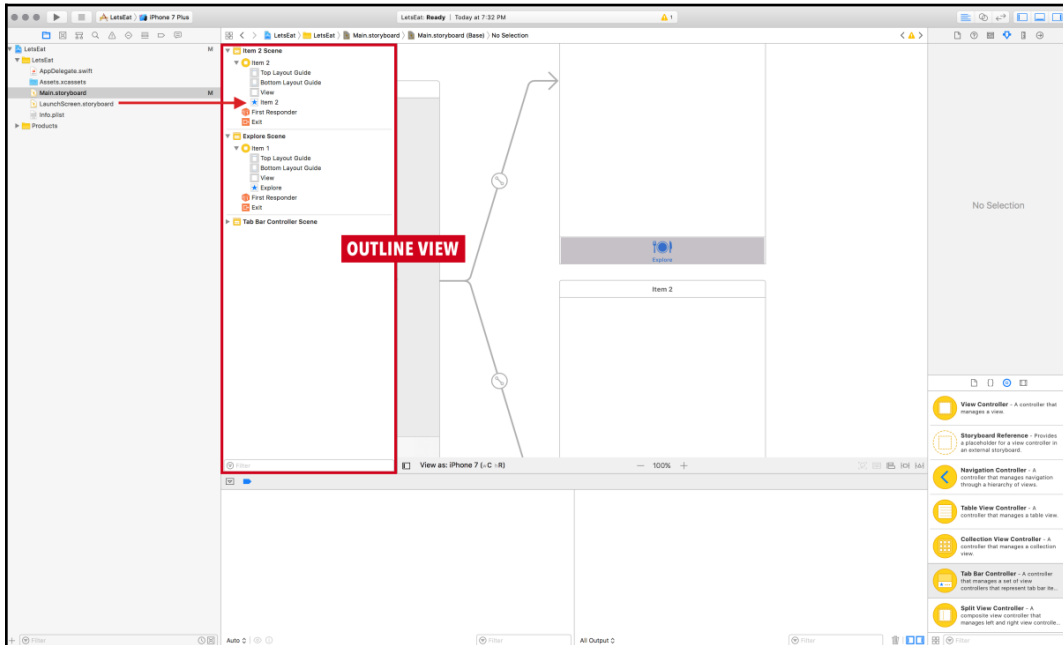 LetsEat
iPhone 7 Plus
LetsEat: Ready | Today at 7:32 PM
1
LetsEat
LetsEat
Main.storyboard
Main.storyboard (Base)
No Selection
LetsEat
M
LetsEat
AppDelegate.swift
Assets.xcassets
Main.storyboard
M
LaunchScreen.storyboard
Info.plist
Products
Item 2 Scene
Item 2
Top Layout Guide
Bottom Layout Guide
View
Item 2
First Responder
Exit
Explore Scene
Item 1
Top Layout Guide
Bottom Layout Guide
View
Explore
First Responder
Exit
Tab Bar Controller Scene
OUTLINE VIEW
Explore
Item 2
No Selection
Filter
View as: iPhone 7 (wC hR)
100%
View Controller - A controller that
manages a view.
Storyboard Reference - Provides
a placeholder for a view controller in
an external storyboard.
Navigation Controller - A
controller that manages navigation
through a hierarchy of views.
Table View Controller - A
controller that manages a table view.
Collection View Controller - A
controller that manages a collection
view.
Tab Bar Controller - A controller
that manages a set of view
controllers that represent tab bar ite...
Split View Controller - A
composite view controller that
manages left and right view controlle...
Filter
Auto
Filter
All Output
Filter
Filter